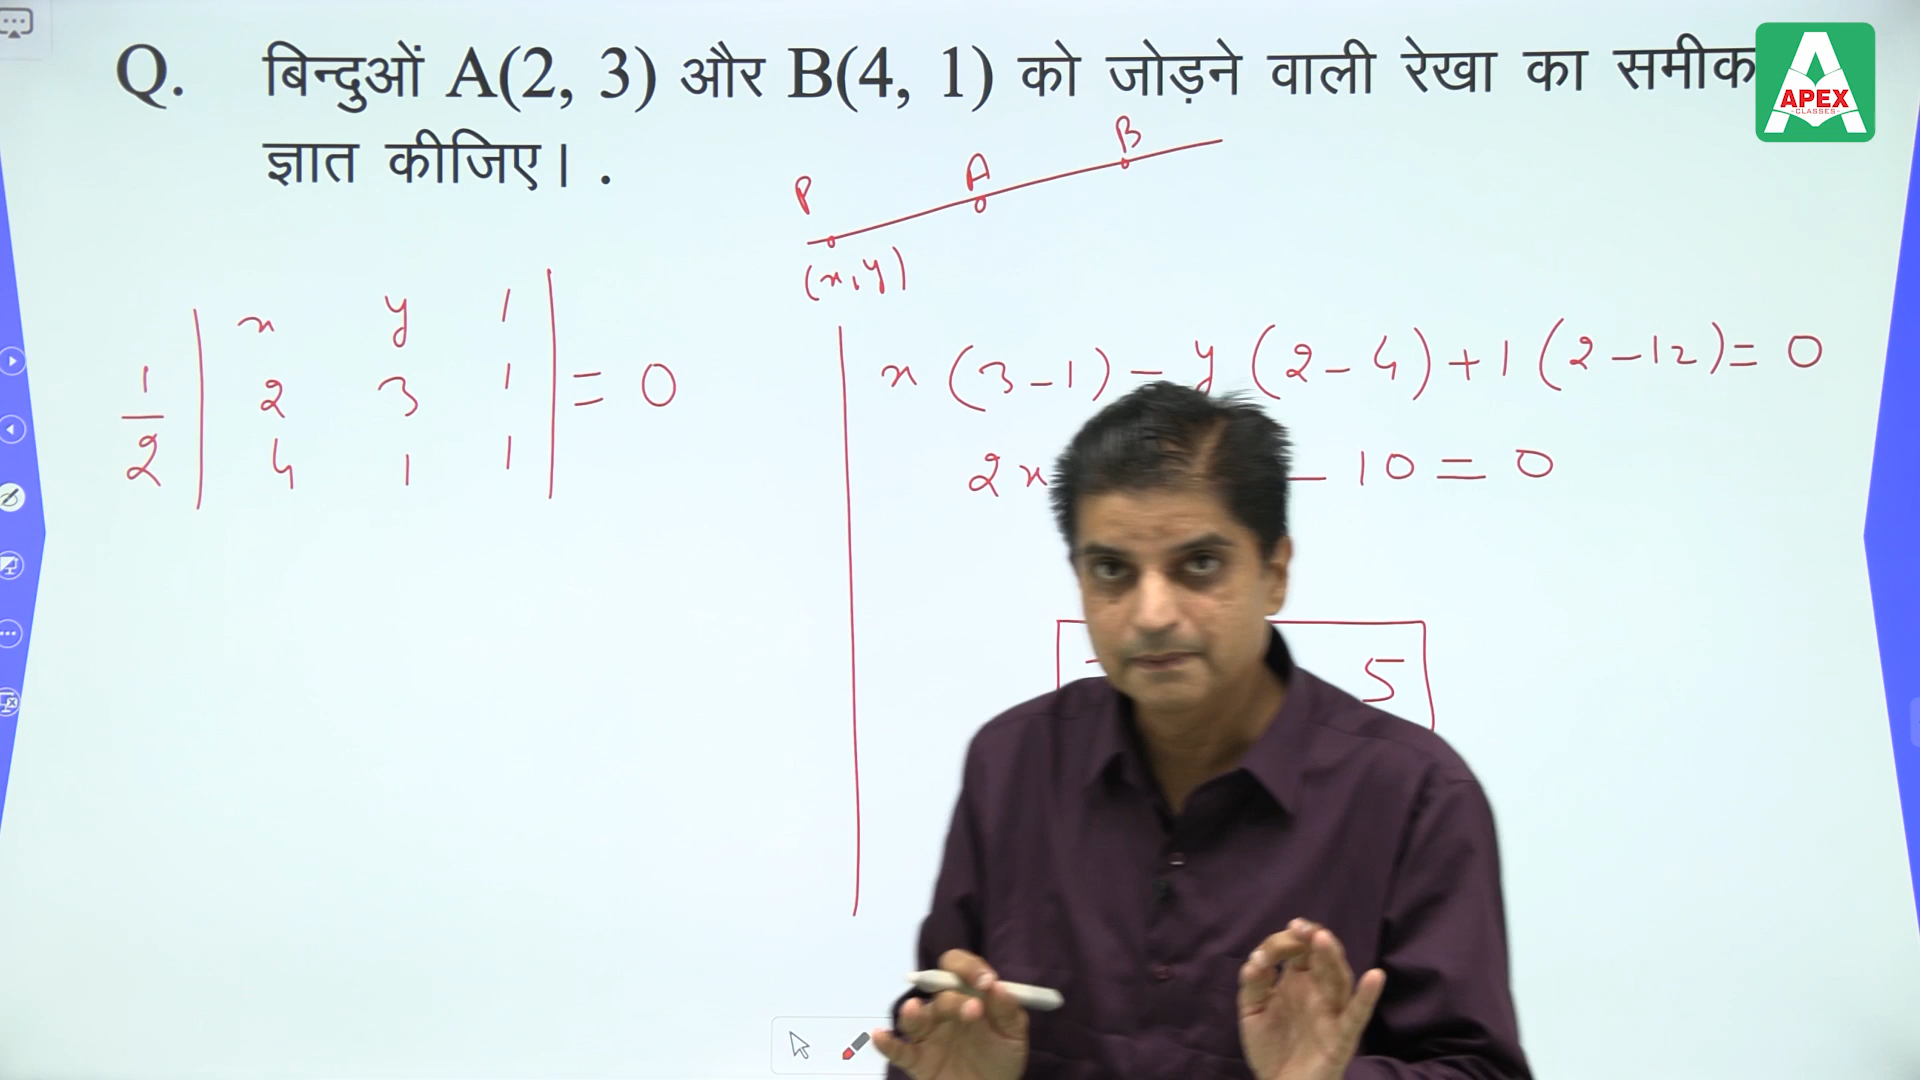 Q. बिन्दुओं A(2, 3) और B(4, 1) को जोड़ने वाली रेखा का समीक
ज्ञात कीजिए। .
APEX
CLASSES
P A B
(x, y)
1/2 | x y 1 | = 0
2 3 1
4 1 1
x (3-1) - y (2-4) + 1 (2-12) = 0
2x - 10 = 0
5